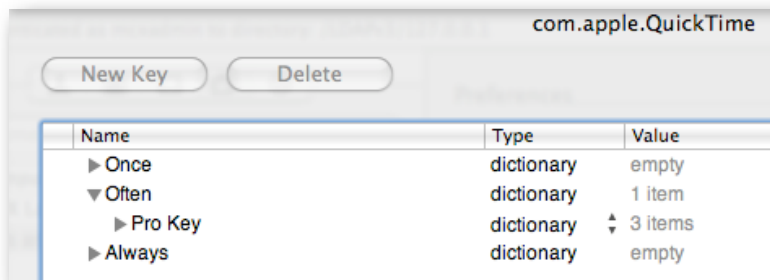 com.apple.QuickTime
New Key Delete
Name Type Value
Once dictionary empty
Often dictionary 1 item
Pro Key dictionary 3 items
Always dictionary empty